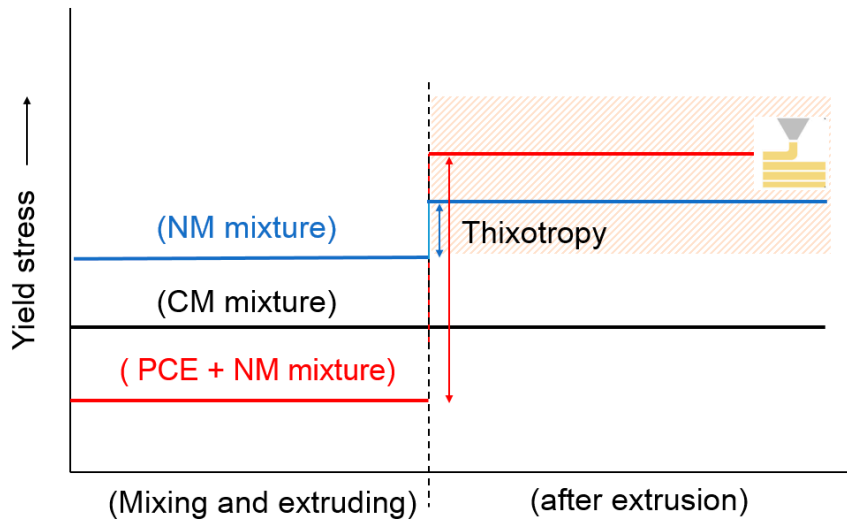 Yield stress
(NM mixture)
Thixotropy
(CM mixture)
( PCE + NM mixture)
(Mixing and extruding)
(after extrusion)